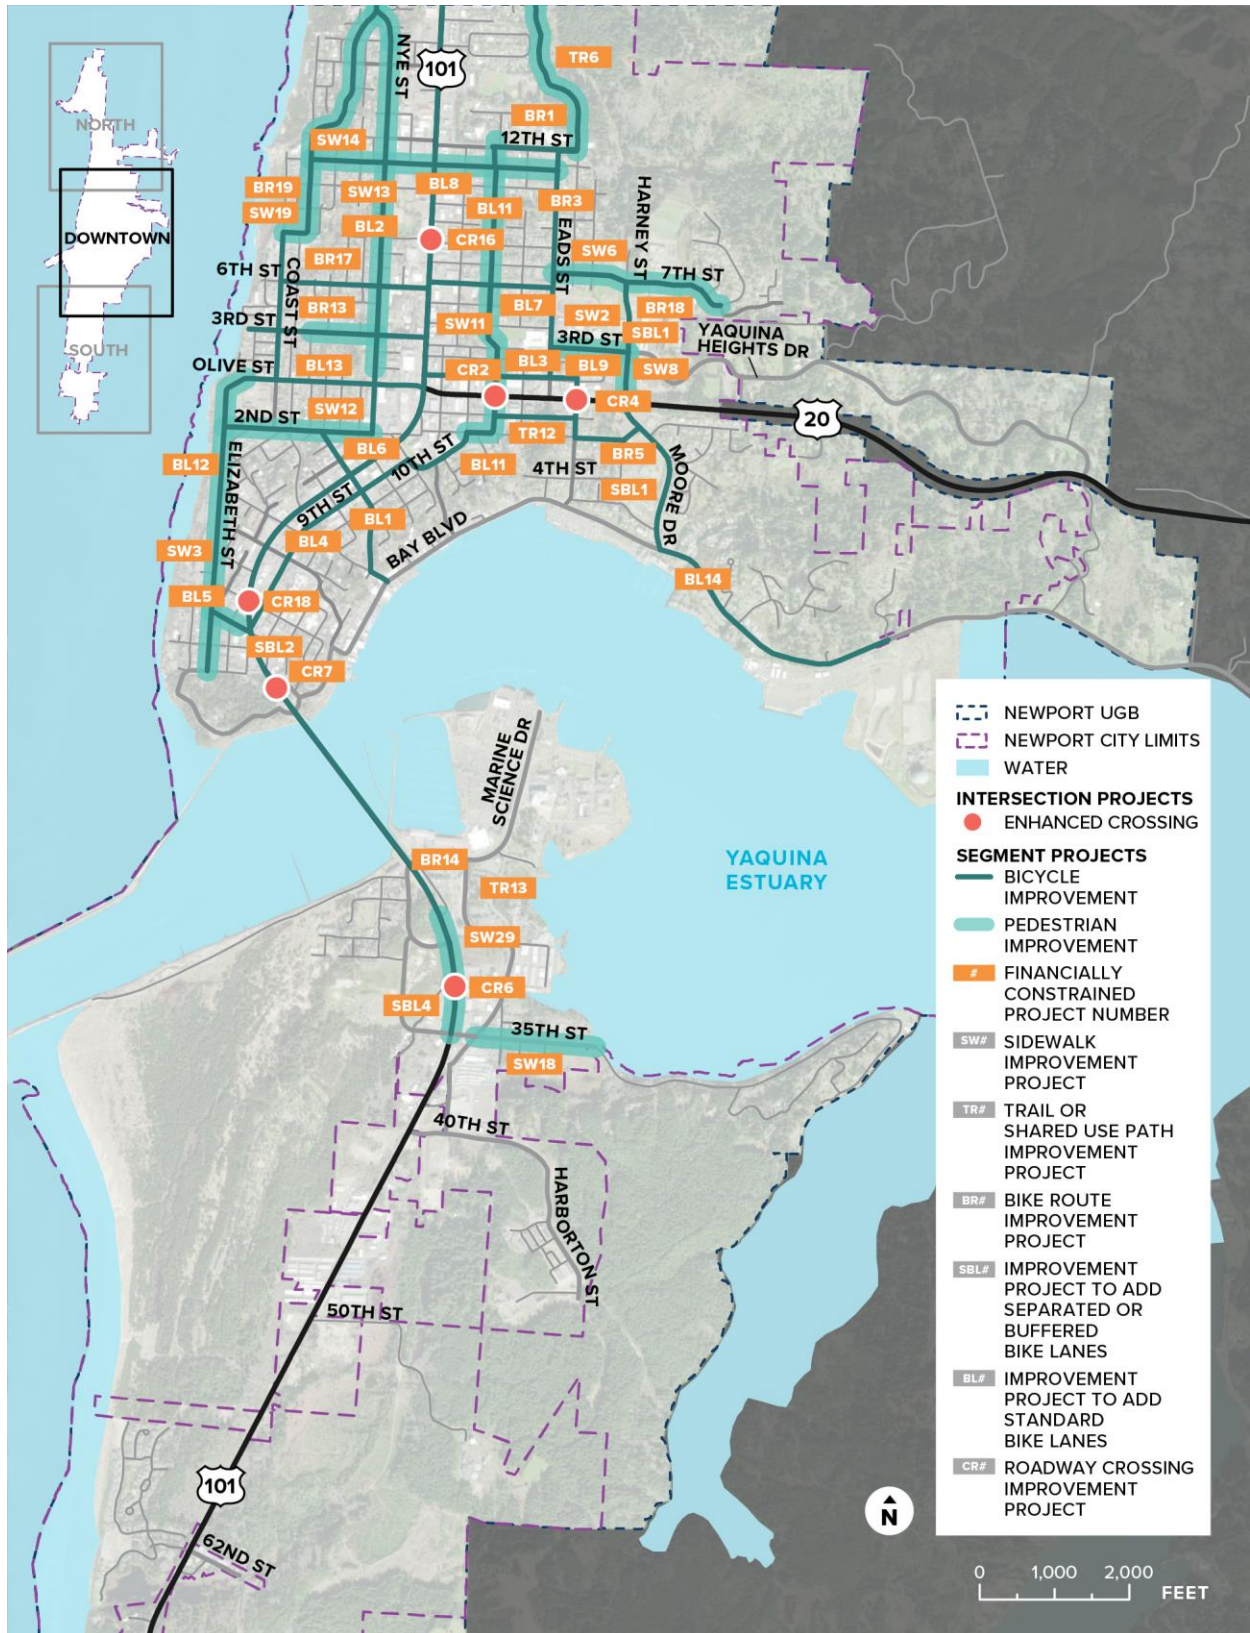 NORTH
DOWNTOWN
SOUTH
NYE ST
101
TR6
BR1
12TH ST
SW14
BR19
SW19
SW13
BL8
BL11
BR3
HARNEY ST
BL2
CR16
EADS ST
SW6
7TH ST
BR17
6TH ST
COAST ST
BR13
BL7
SW2
BR18
3RD ST
SW11
SBL1
3RD ST
YAQUINA
HEIGHTS DR
OLIVE ST
BL13
CR2
BL3
BL9
SW8
SW12
CR4
2ND ST
20
TR12
BL6
10TH ST
BR5
MOORE DR
BL12
ELIZABETH ST
BL11
4TH ST
SBL1
9TH ST
BL1
BL4
BAY BLVD
SW3
BL14
BL5
CR18
SBL2
CR7
MARINE
SCIENCE DR
BR14
TR13
YAQUINA
ESTUARY
SW29
CR6
SBL4
35TH ST
SW18
40TH ST
HARBORTON ST
50TH ST
101
62ND ST
NEWPORT UGB
NEWPORT CITY LIMITS
WATER
INTERSECTION PROJECTS
ENHANCED CROSSING
SEGMENT PROJECTS
BICYCLE
IMPROVEMENT
PEDESTRIAN
IMPROVEMENT
# FINANCIALLY
CONSTRAINED
PROJECT NUMBER
SW# SIDEWALK
IMPROVEMENT
PROJECT
TR# TRAIL OR
SHARED USE PATH
IMPROVEMENT
PROJECT
BR# BIKE ROUTE
IMPROVEMENT
PROJECT
SBL# IMPROVEMENT
PROJECT TO ADD
SEPARATED OR
BUFFERED
BIKE LANES
BL# IMPROVEMENT
PROJECT TO ADD
STANDARD
BIKE LANES
CR# ROADWAY CROSSING
IMPROVEMENT
PROJECT
N
0 1,000 2,000
FEET